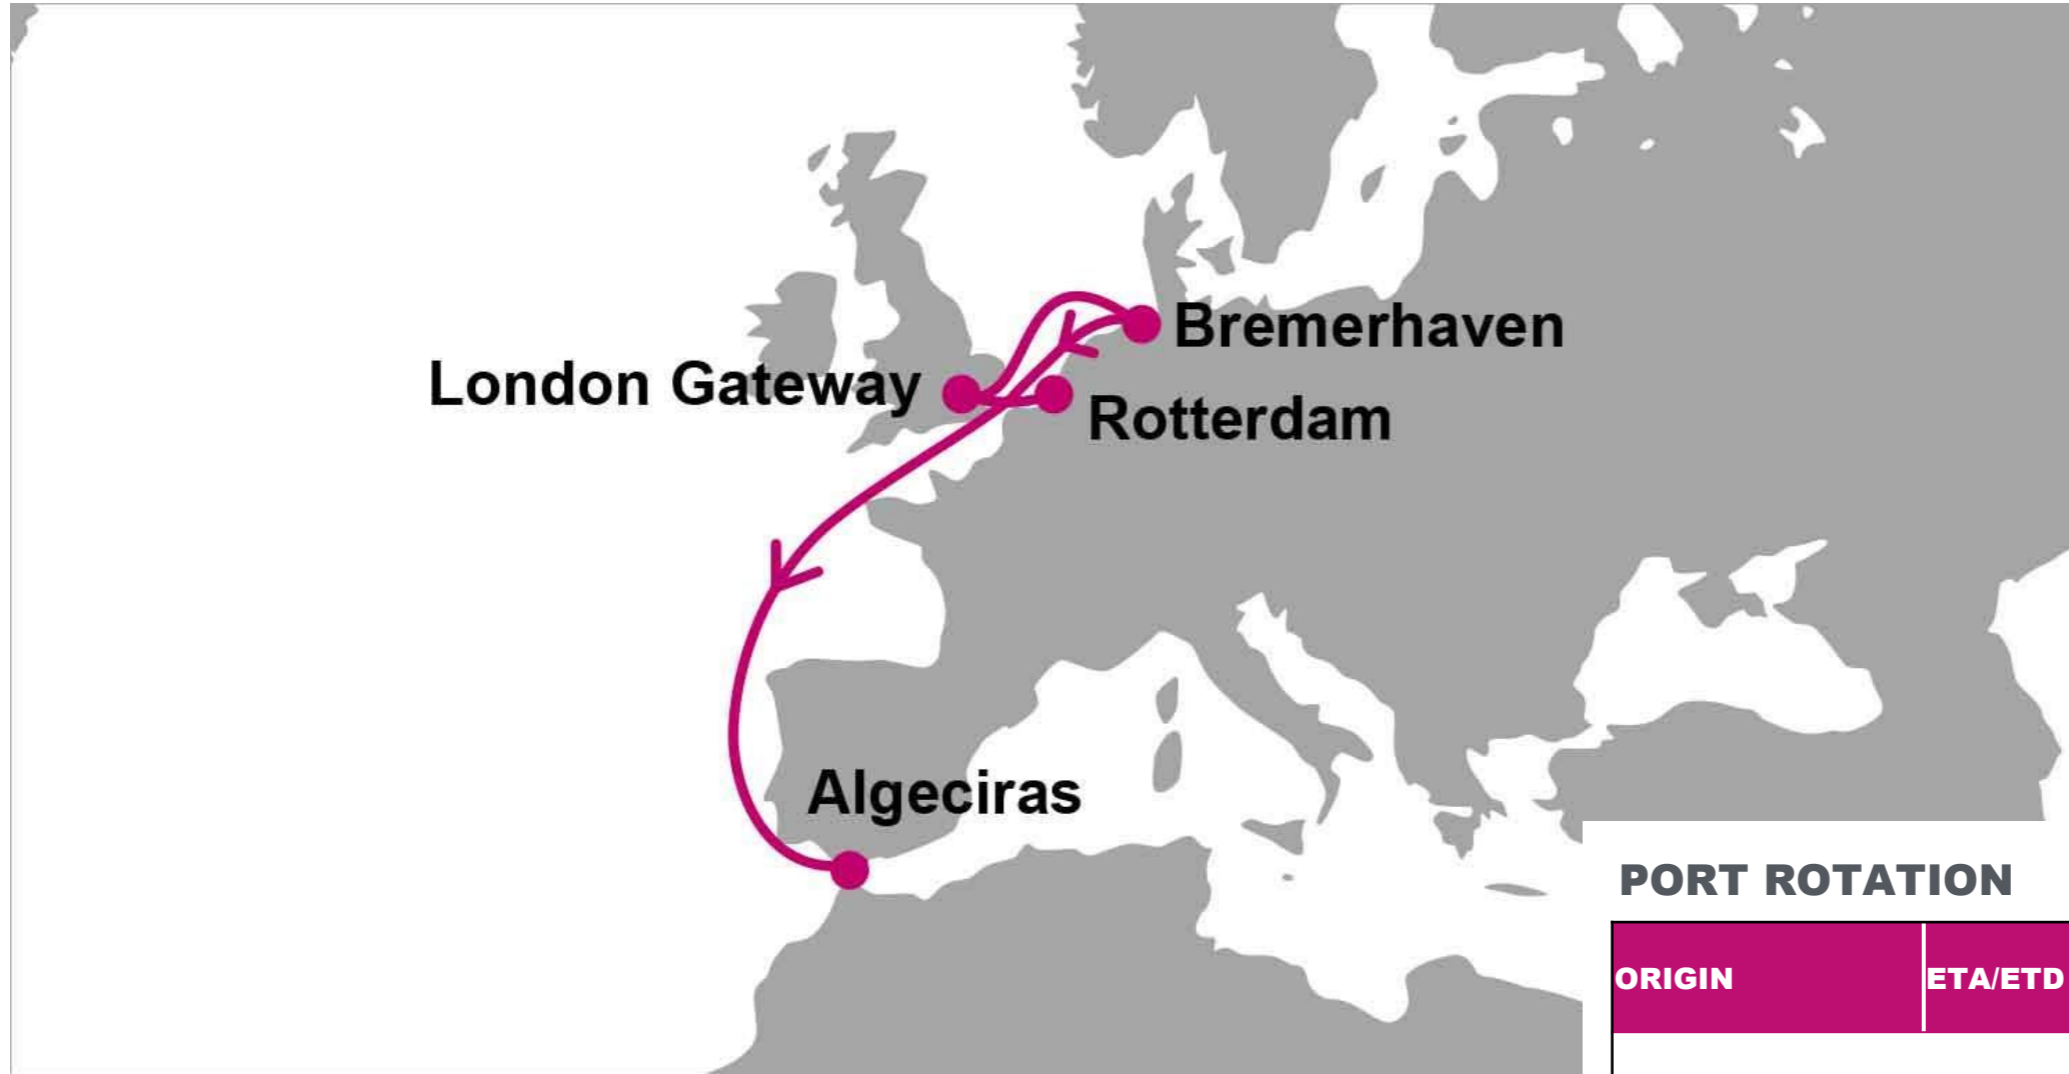 Bremerhaven
London Gateway
Rotterdam
Algeciras
PORT ROTATION
ORIGIN ETA/ETD